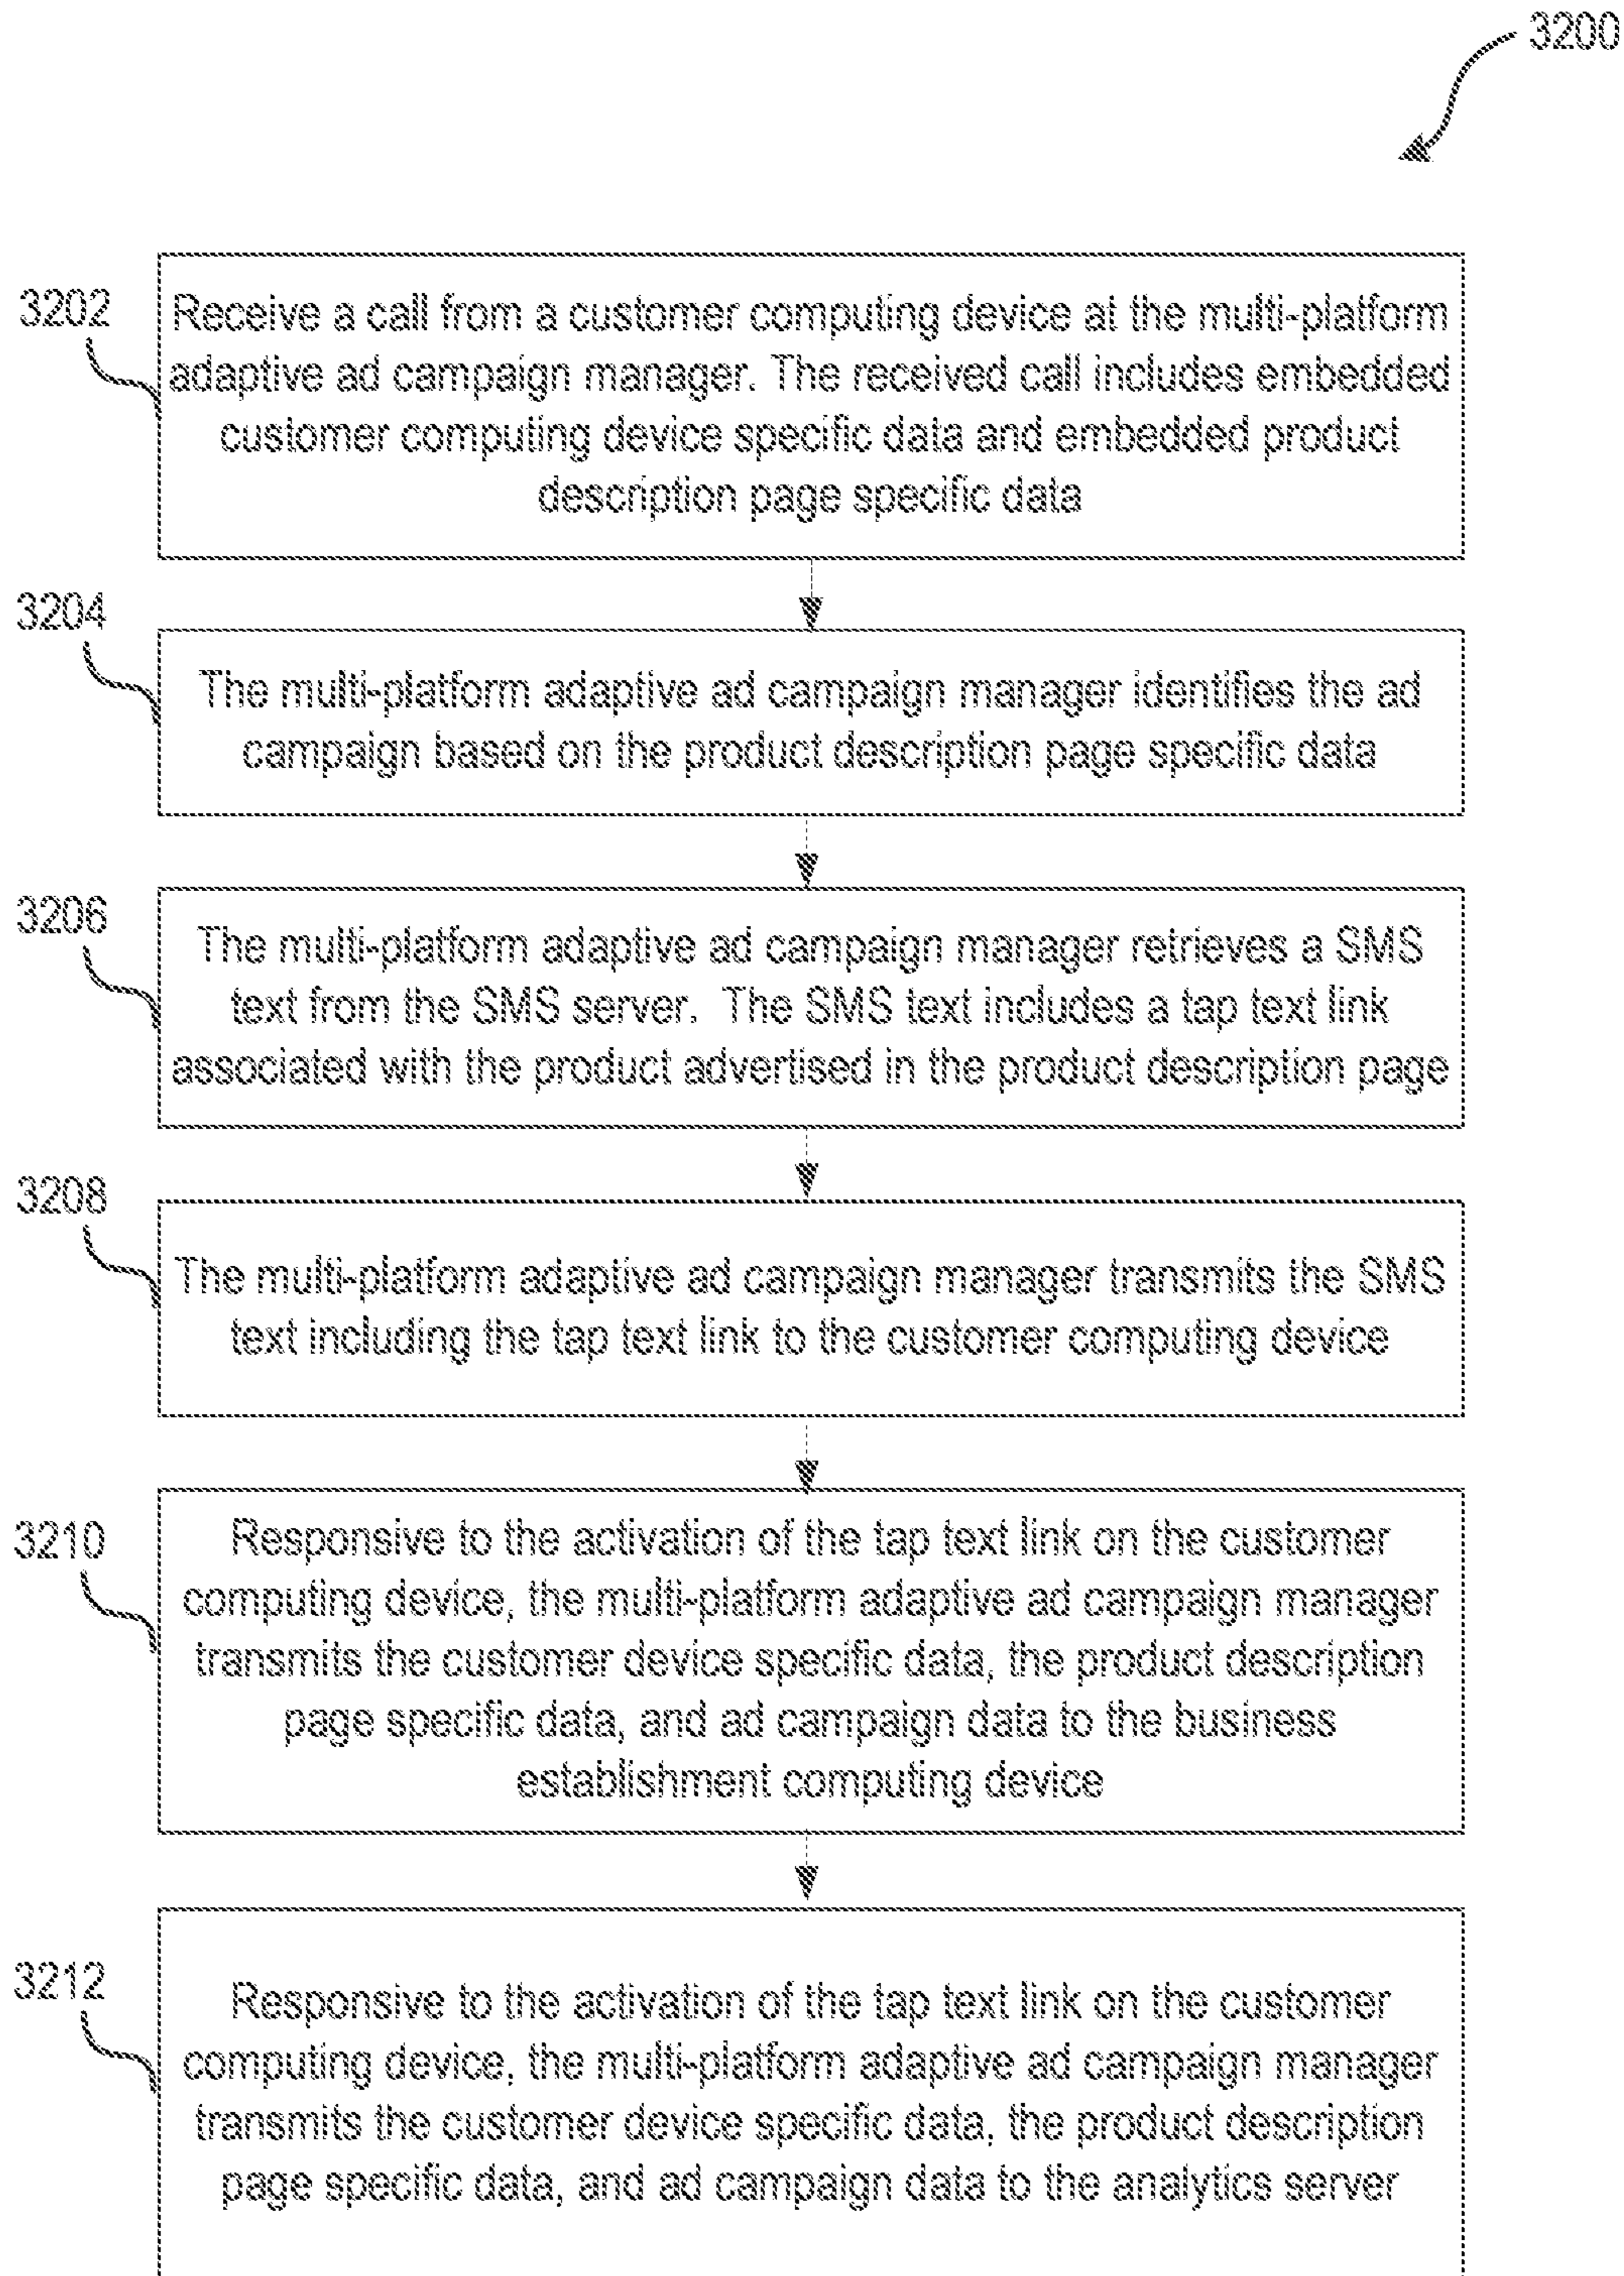 3200
3202
Receive a call from a customer computing device at the multi-platform
adaptive ad campaign manager. The received call includes embedded
customer computing device specific data and embedded product
description page specific data
3204
The multi-platform adaptive ad campaign manager identifies the ad
campaign based on the product description page specific data
3206
The multi-platform adaptive ad campaign manager retrieves a SMS
text from the SMS server. The SMS text includes a tap text link
associated with the product advertised in the product description page
3208
The multi-platform adaptive ad campaign manager transmits the SMS
text including the tap text link to the customer computing device
3210
Responsive to the activation of the tap text link on the customer
computing device, the multi-platform adaptive ad campaign manager
transmits the customer device specific data, the product description
page specific data, and ad campaign data to the business
establishment computing device
3212
Responsive to the activation of the tap text link on the customer
computing device, the multi-platform adaptive ad campaign manager
transmits the customer device specific data, the product description
page specific data, and ad campaign data to the analytics server